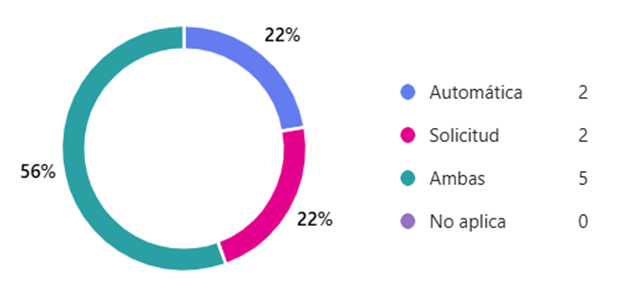 22%
56%
22%
Automática 2
Solicitud 2
Ambas 5
No aplica 0